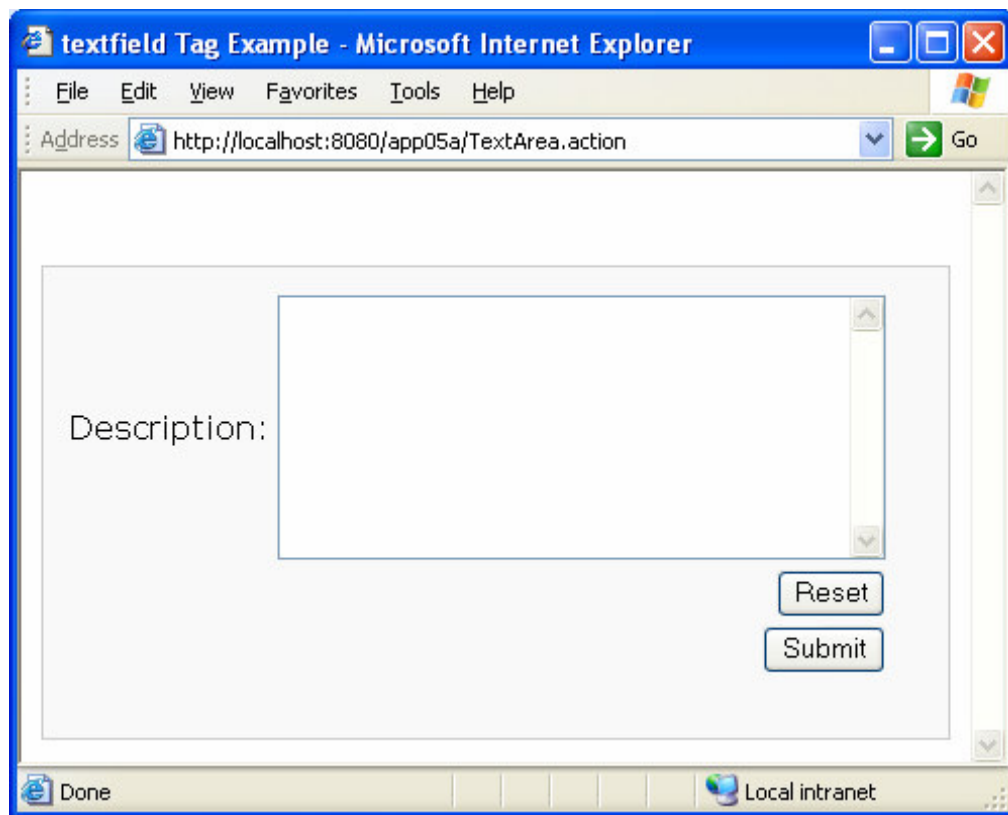 textfield Tag Example - Microsoft Internet Explorer
File Edit View Favorites Tools Help
Address http://localhost:8080/app05a/TextArea.action Go
Description:
Reset
Submit
Done Local intranet